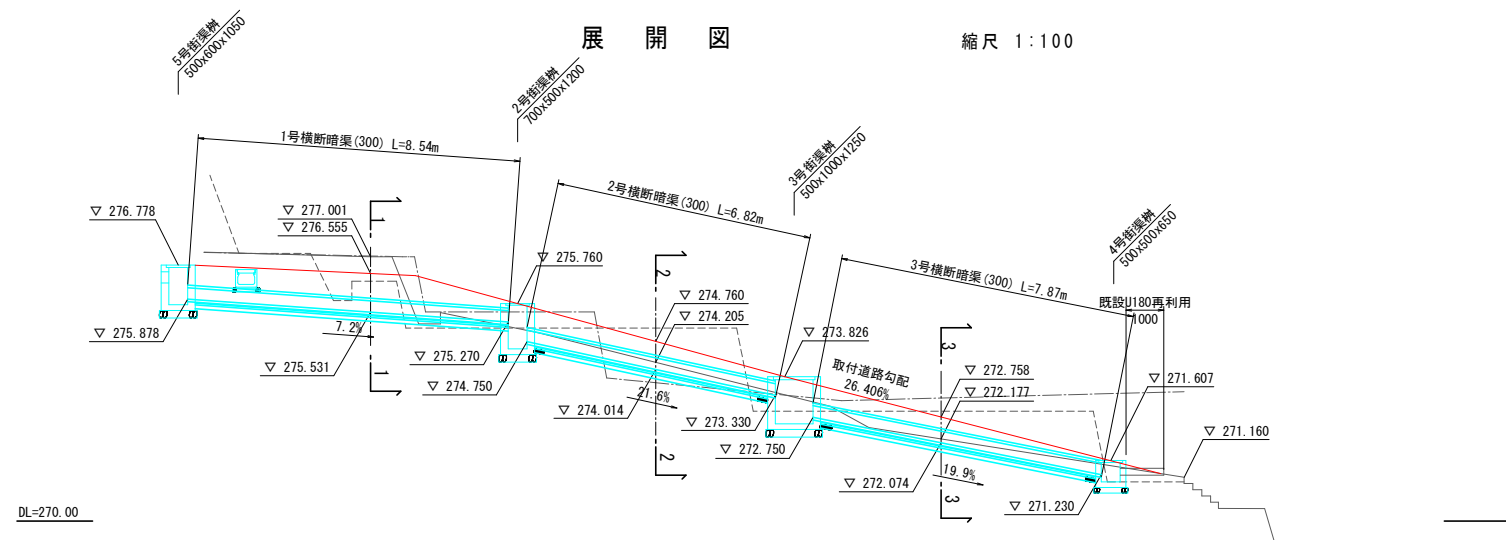 展開図
縮尺 1:100
5号街渠桝
500x600x1050
2号街渠桝
700x500x1200
3号街渠桝
500x1000x1250
4号街渠桝
500x500x650
1号横断暗渠(300) L=8.54m
2号横断暗渠(300) L=6.82m
3号横断暗渠(300) L=7.87m
既設U180再利用
1000
▽ 276.778
▽ 277.001
▽ 276.555
▽ 275.760
▽ 274.760
▽ 274.205
▽ 273.826
取付道路勾配
26.406%
▽ 272.758
▽ 272.177
▽ 271.607
▽ 271.160
▽ 275.878
7.2%
▽ 275.531
▽ 275.270
▽ 274.750
21.6%
▽ 274.014
▽ 273.330
▽ 272.750
19.9%
▽ 272.074
▽ 271.230
1
1
2
2
3
3
DL=270.00